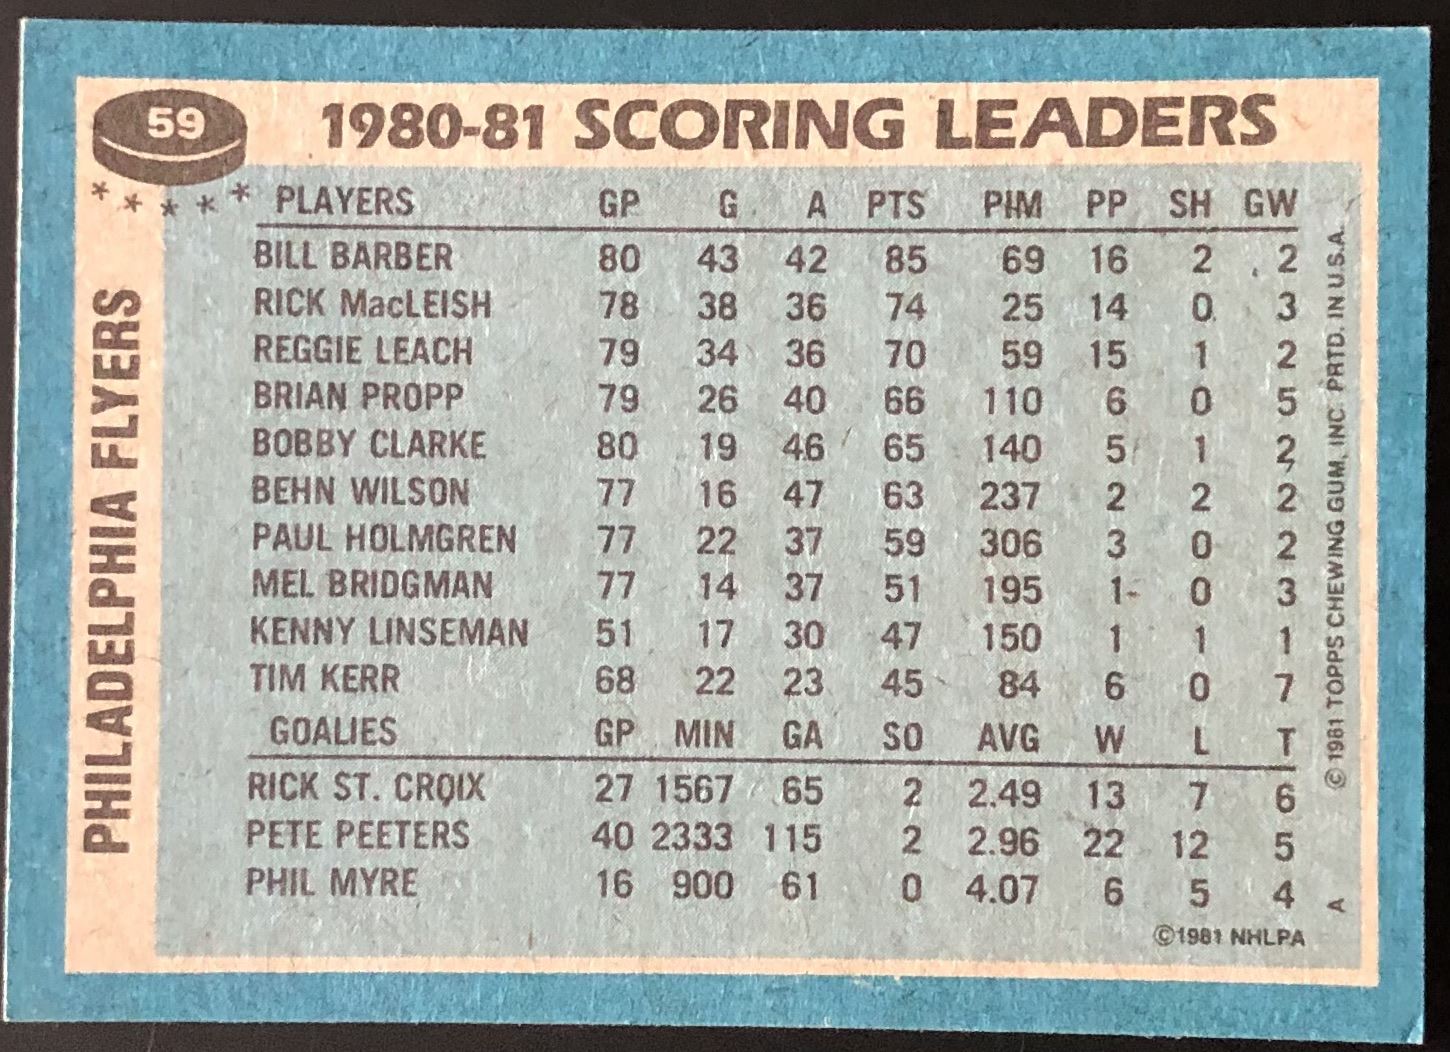 59
1980-81 SCORING LEADERS
* * * * *
PHILADELPHIA FLYERS
PLAYERS GP G A PTS PIM PP SH GW
BILL BARBER 80 43 42 85 69 16 2 2
RICK MacLEISH 78 38 36 74 25 14 0 3
REGGIE LEACH 79 34 36 70 59 15 1 2
BRIAN PROPP 79 26 40 66 110 6 0 5
BOBBY CLARKE 80 19 46 65 140 5 1 2
BEHN WILSON 77 16 47 63 237 2 2 2
PAUL HOLMGREN 77 22 37 59 306 3 0 2
MEL BRIDGMAN 77 14 37 51 195 1 0 3
KENNY LINSEMAN 51 17 30 47 150 1 1 1
TIM KERR 68 22 23 45 84 6 0 7
GOALIES GP MIN GA SO AVG W L T
RICK ST. CROIX 27 1567 65 2 2.49 13 7 6
PETE PEETERS 40 2333 115 2 2.96 22 12 5
PHIL MYRE 16 900 61 0 4.07 6 5 4
©1981 NHLPA
A © 1981 TOPPS CHEWING GUM, INC. PRTD. IN U.S.A.